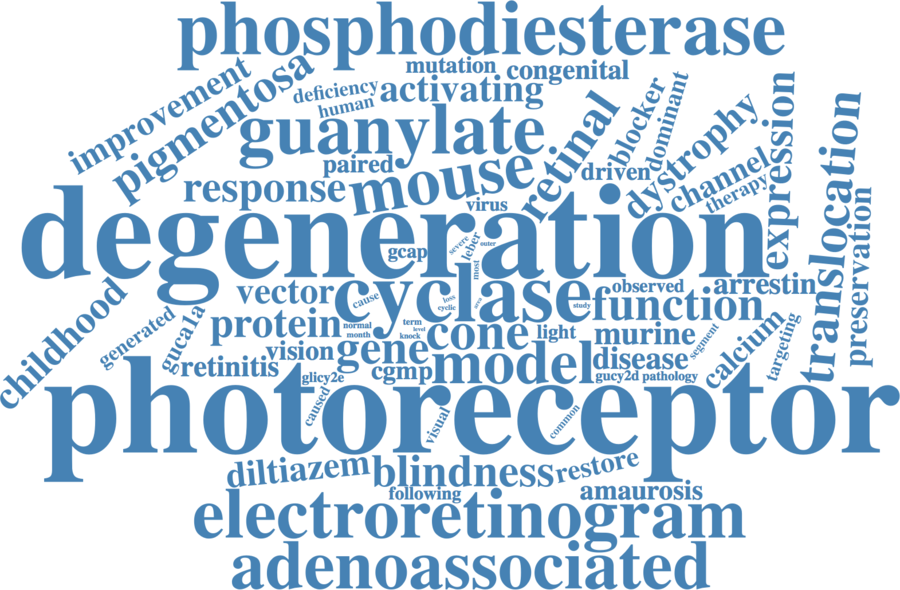 phosphodiesterase
mutation
congenital
improvement
pigmentosa
deficiency
human
activating
guanylate
paired
response
mouse
virus
retinal
driven
blocker
dominant
dystrophy
channel
therapy
expression
translocation
preservation
degeneration
gcap
severe
leber
outer
most
childhood
generated
gucala
vector
cyclase
cause
loss
cyclic
study
observed
arrestin
function
protein
normal
month
term
level
knock
cone
light
murine
segment
calcium
targeting
retinitis
vision
gene
cgmp
model
disease
glicy2e
gucy2d
pathology
photoreceptor
caused
visual
common
diltiazem
blindness
restore
following
amaurosis
electroretinogram
adenoassociated